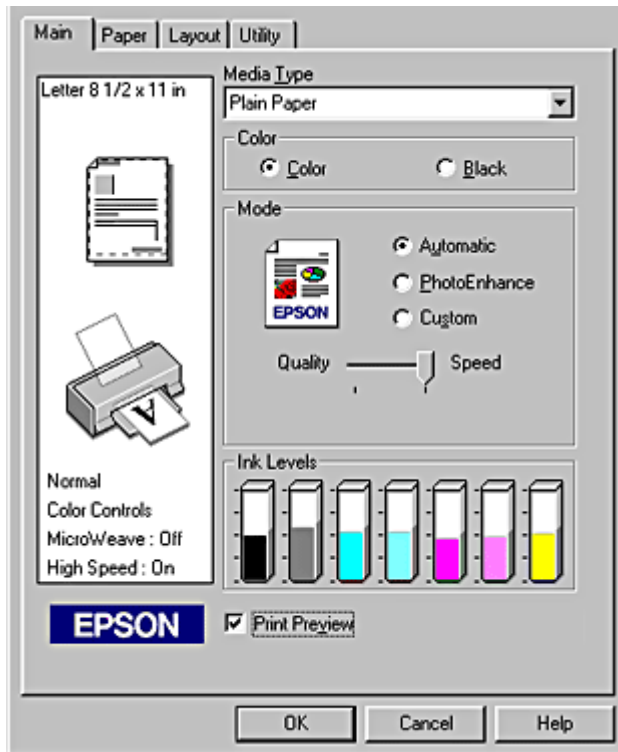 Main Paper Layout Utility
Letter 8 1/2 x 11 in
A
Normal
Color Controls
MicroWeave : Off
High Speed : On
EPSON
Media Type
Plain Paper
Color
Color Black
Mode
EPSON
Automatic
PhotoEnhance
Custom
Quality Speed
Ink Levels
Print Preview
OK Cancel Help